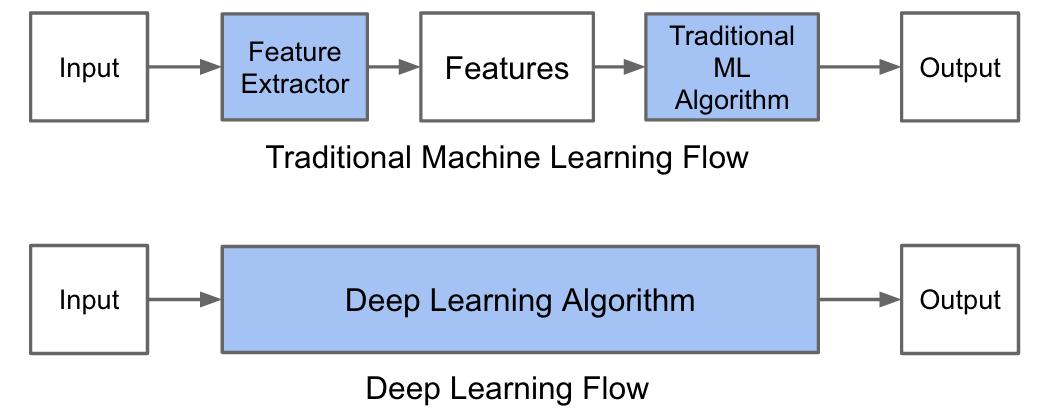 Input
Feature
Extractor
Features
Traditional
ML
Algorithm
Output
Traditional Machine Learning Flow
Input
Deep Learning Algorithm
Output
Deep Learning Flow